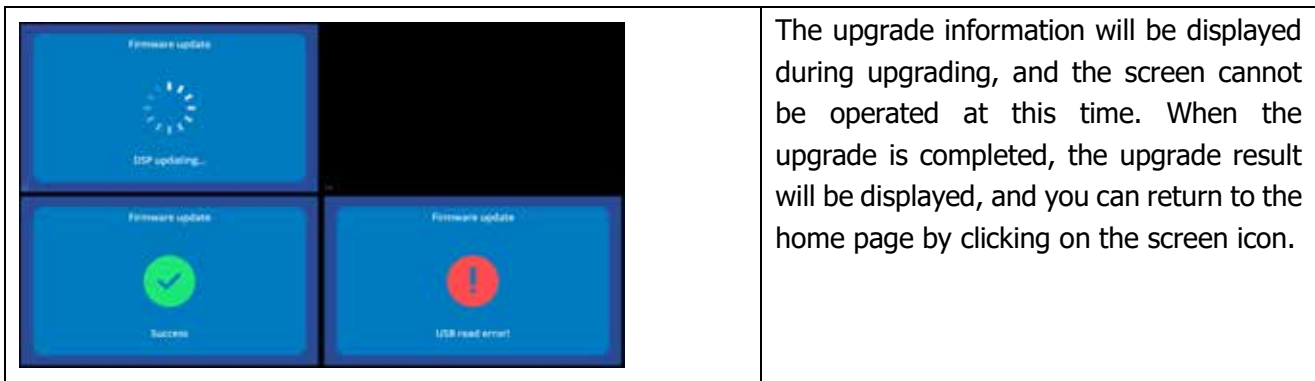 Firmware update
DSP updating...
Firmware update
Success
Firmware update
USB read error!
The upgrade information will be displayed
during upgrading, and the screen cannot
be operated at this time. When the
upgrade is completed, the upgrade result
will be displayed, and you can return to the
home page by clicking on the screen icon.